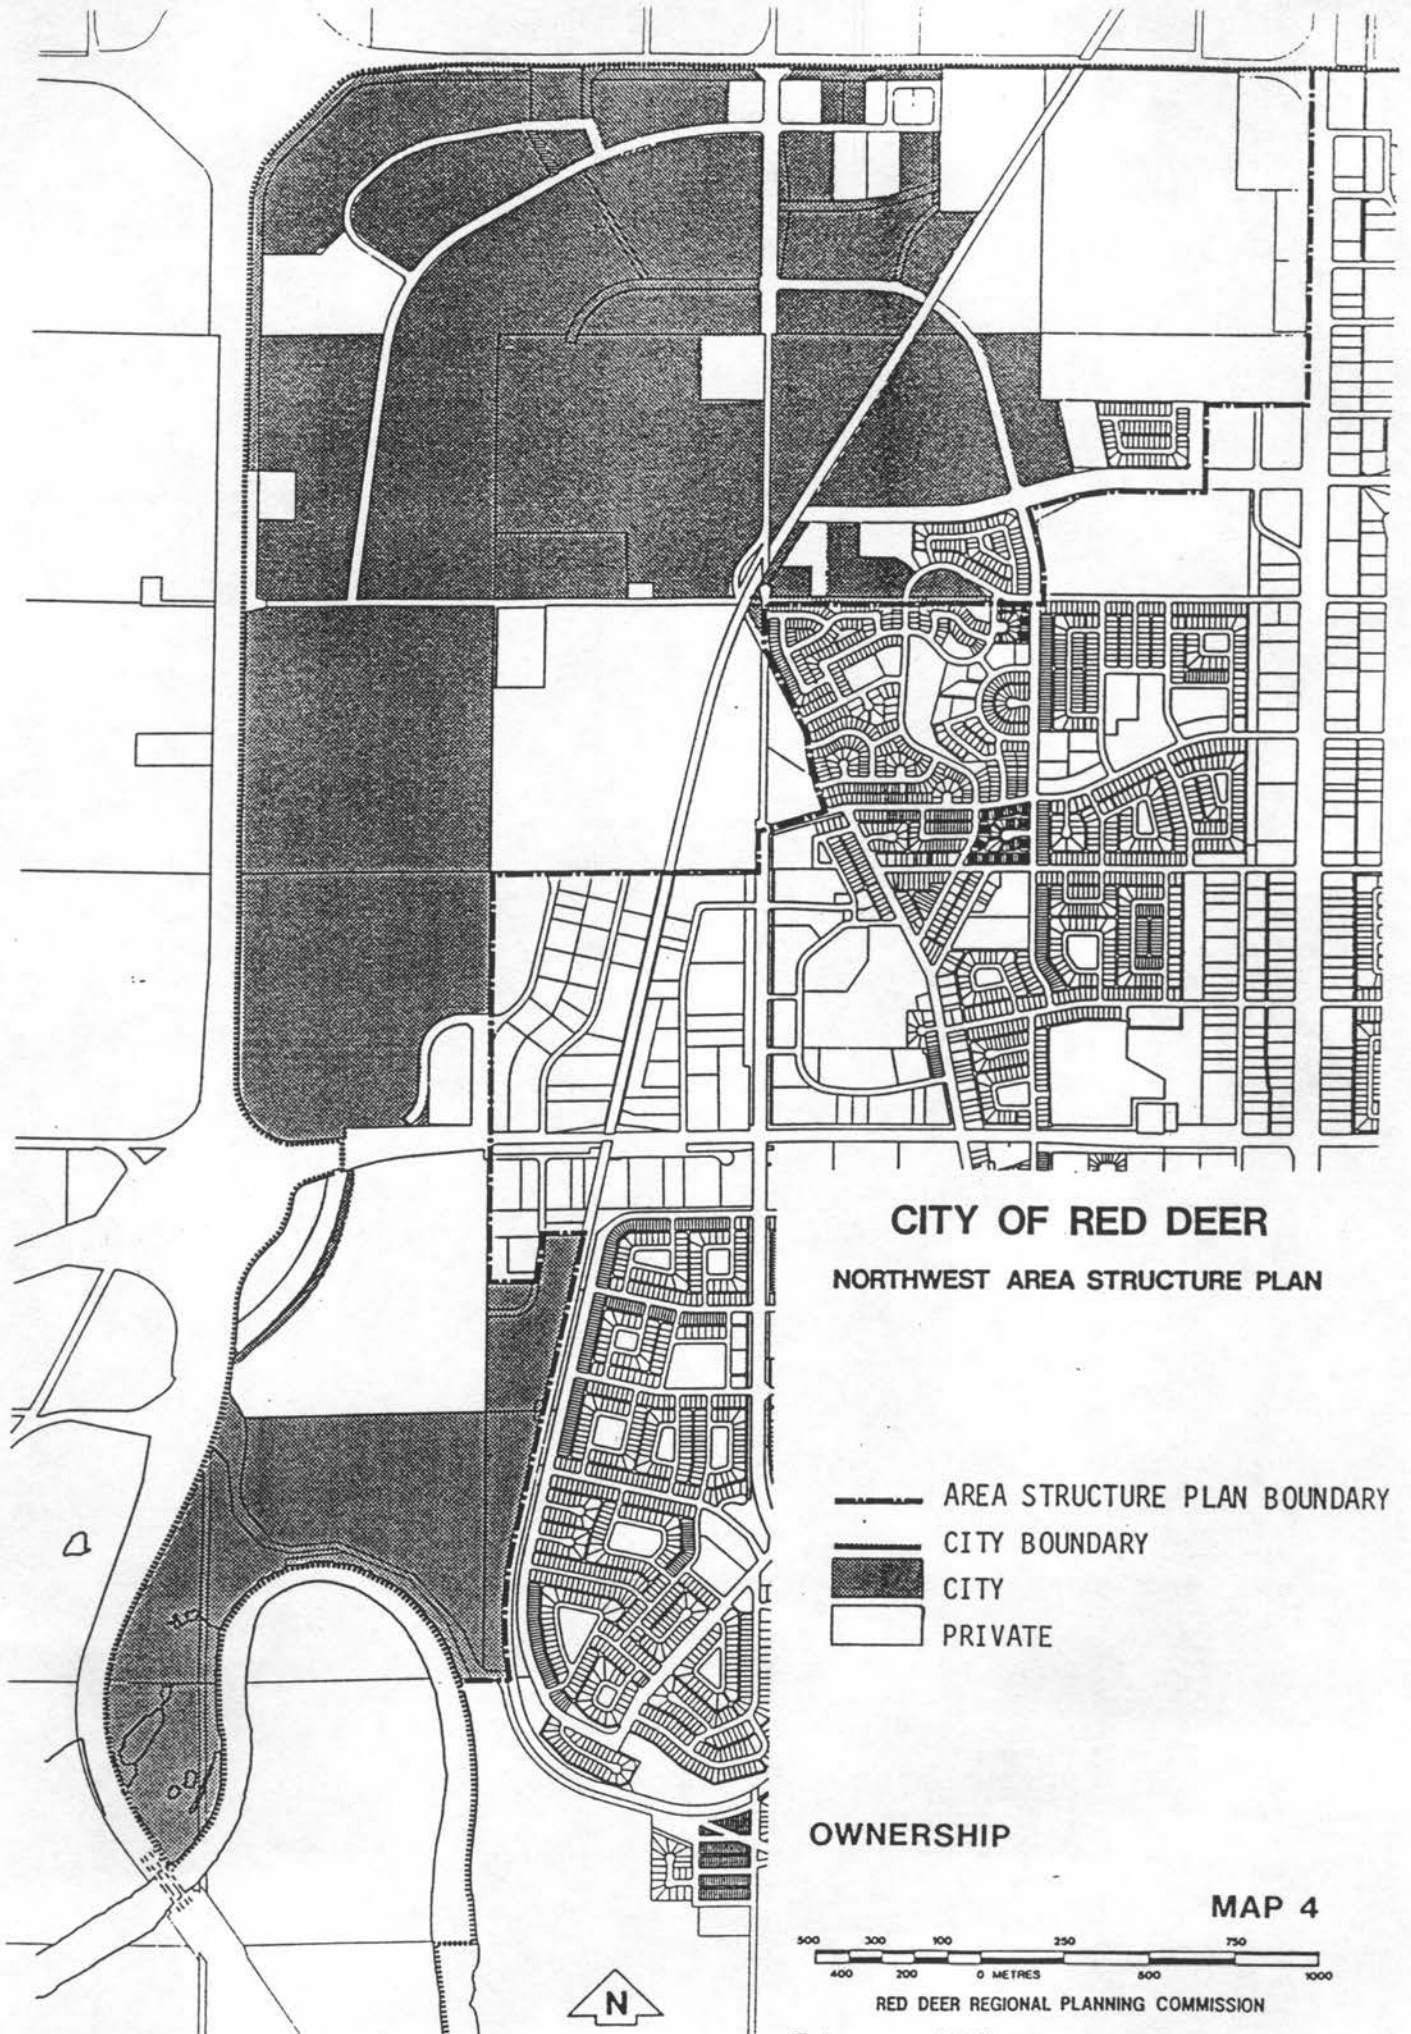 CITY OF RED DEER
NORTHWEST AREA STRUCTURE PLAN
AREA STRUCTURE PLAN BOUNDARY
CITY BOUNDARY
CITY
PRIVATE
OWNERSHIP
MAP 4
500 300 100 250 750
400 200 0 METRES 500 1000
RED DEER REGIONAL PLANNING COMMISSION
N